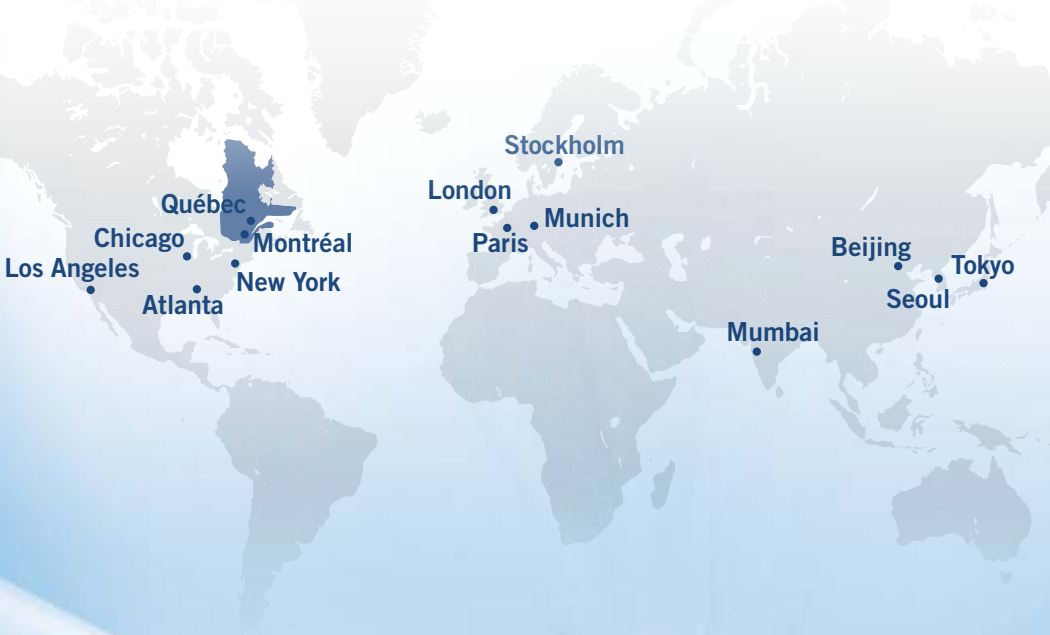 Stockholm
London
Québec
Munich
Chicago
Montréal
Paris
Beijing
Los Angeles
Tokyo
New York
Seoul
Atlanta
Mumbai